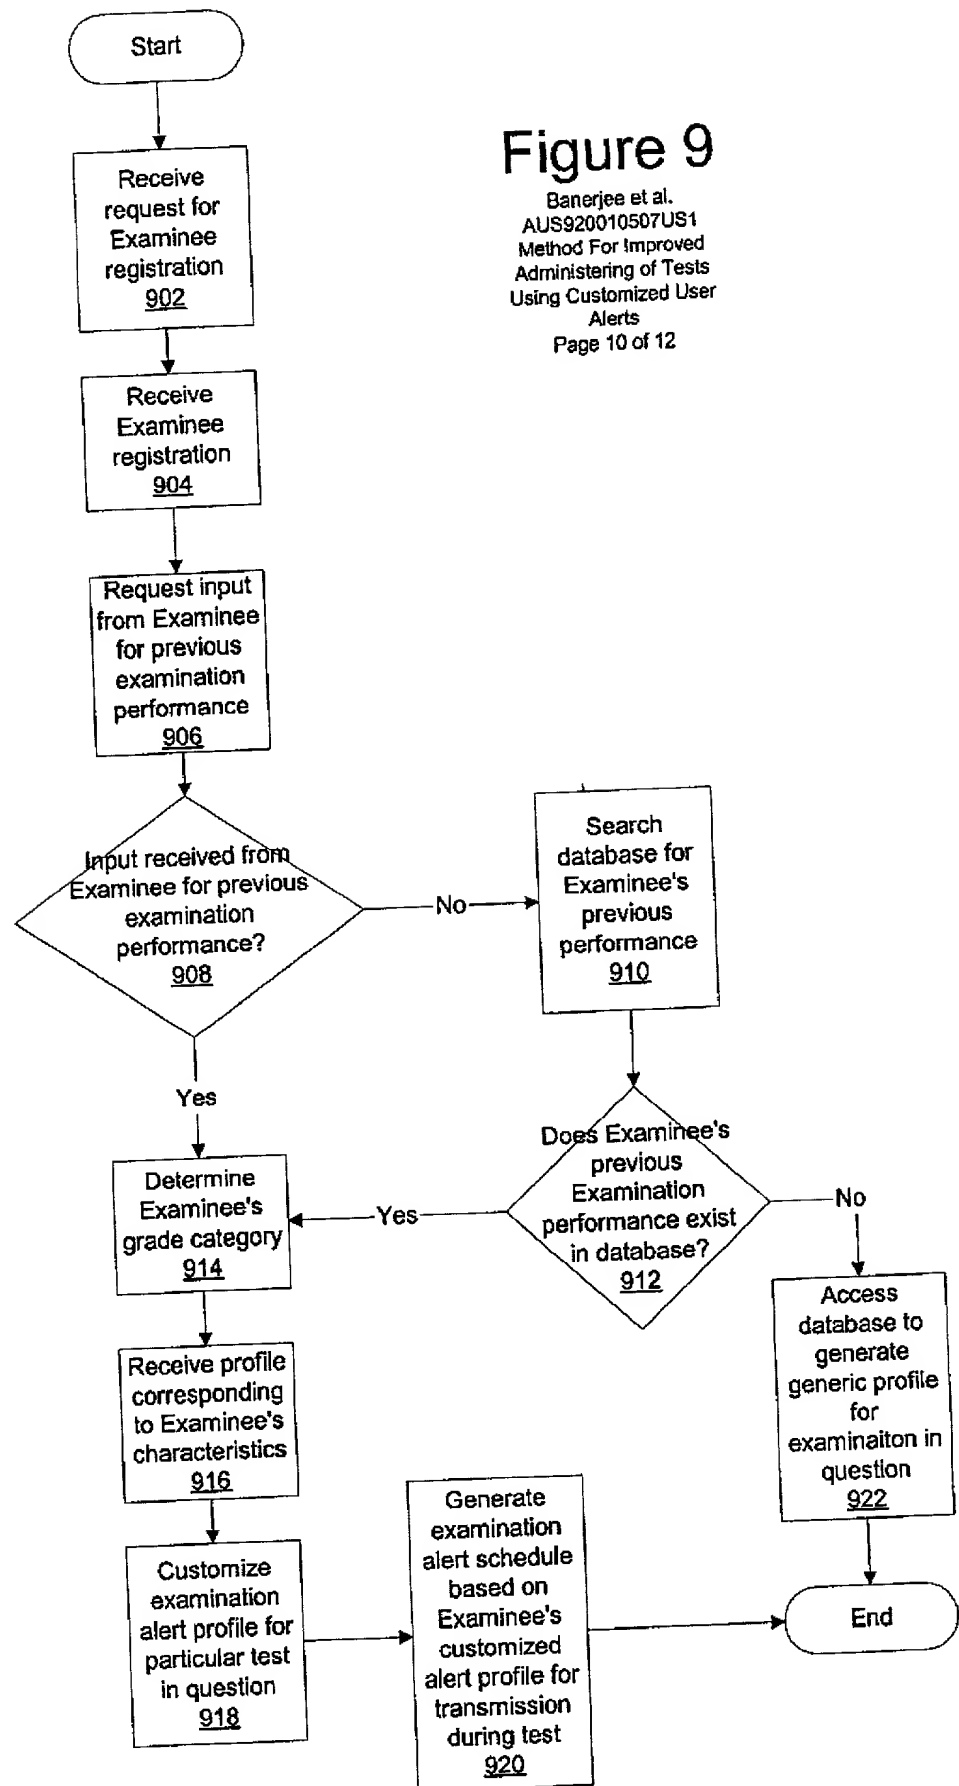 Start
Figure 9
Banerjee et al.
AUS920010507US1
Method For Improved
Administering of Tests
Using Customized User
Alerts
Page 10 of 12
Receive
request for
Examinee
registration
902
Receive
Examinee
registration
904
Request input
from Examinee
for previous
examination
performance
906
Input received from
Examinee for previous
examination
performance?
908
No
Search
database for
Examinee's
previous
performance
910
Yes
Does Examinee's
previous
Examination
performance exist
in database?
912
Yes
No
Determine
Examinee's
grade category
914
Access
database to
generate
generic profile
for
examinaiton in
question
922
Receive profile
corresponding
to Examinee's
characteristics
916
Customize
examination
alert profile for
particular test
in question
918
Generate
examination
alert schedule
based on
Examinee's
customized
alert profile for
transmission
during test
920
End